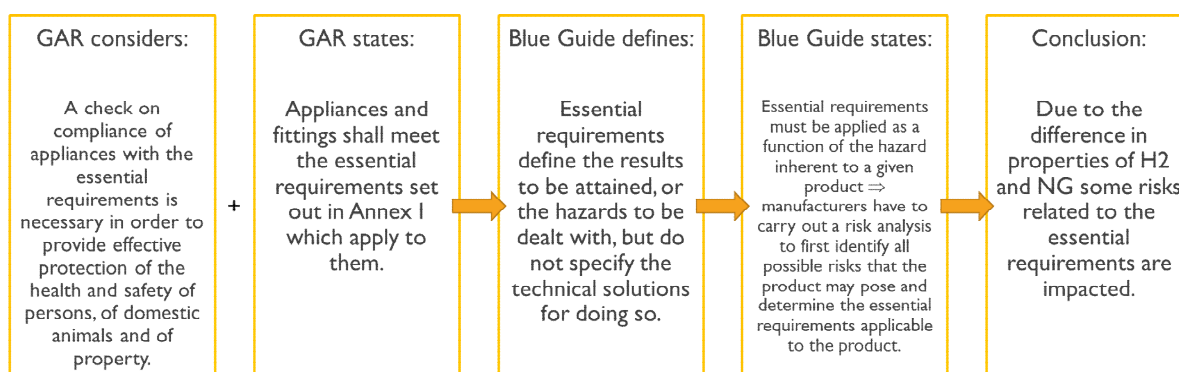 GAR considers:
A check on
compliance of
appliances with the
essential
requirements is
necessary in order to
provide effective
protection of the
health and safety of
persons, of domestic
animals and of
property.
+
GAR states:
Appliances and
fittings shall meet
the essential
requirements set
out in Annex I
which apply to
them.
Blue Guide defines:
Essential
requirements
define the results
to be attained, or
the hazards to be
dealt with, but do
not specify the
technical solutions
for doing so.
Blue Guide states:
Essential requirements
must be applied as a
function of the hazard
inherent to a given
product ⇒
manufacturers have to
carry out a risk analysis
to first identify all
possible risks that the
product may pose and
determine the essential
requirements applicable
to the product.
Conclusion:
Due to the
difference in
properties of H2
and NG some risks
related to the
essential
requirements are
impacted.